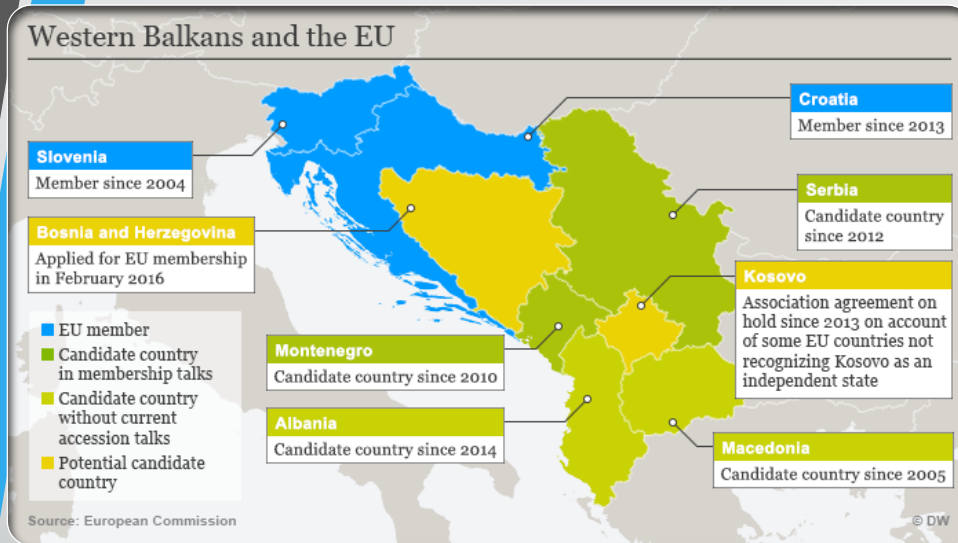 Western Balkans and the EU
Croatia
Member since 2013
Slovenia
Member since 2004
Serbia
Candidate country
since 2012
Bosnia and Herzegovina
Applied for EU membership
in February 2016
Kosovo
Association agreement on
hold since 2013 on account
of some EU countries not
recognizing Kosovo as an
independent state
EU member
Candidate country
in membership talks
Candidate country
without current
accession talks
Potential candidate
country
Montenegro
Candidate country since 2010
Albania
Candidate country since 2014
Macedonia
Candidate country since 2005
Source: European Commission
© DW